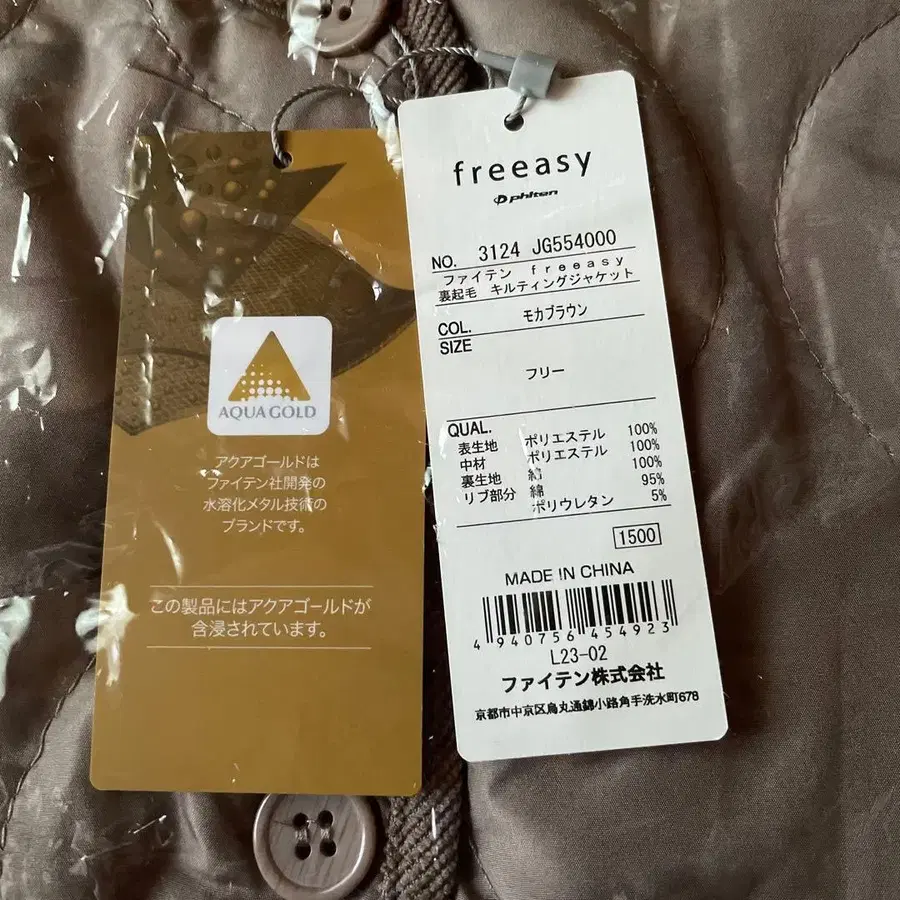 AQUA GOLD
アクアゴールドは
ファイテン社開発の
水溶化メタル技術の
ブランドです。
この製品にはアクアゴールドが
含浸されています。
freeasy
phiten
NO. 3124 JG554000
ファイテン freeasy
裏起毛 キルティングジャケット
COL. モカブラウン
SIZE
フリー
QUAL.
表生地 ポリエステル 100%
中材 ポリエステル 100%
裏生地 綿 100%
リブ部分 綿 95%
ポリウレタン 5%
1500
MADE IN CHINA
4 940756 454923
L23-02
ファイテン株式会社
京都市中京区烏丸通錦小路角手洗水町678